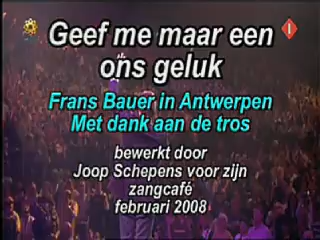 Geef me maar een
ons geluk
Frans Bauer in Antwerpen
Met dank aan de tros
bewerkt door
Joop Schepens voor zijn
zangcafé
februari 2008